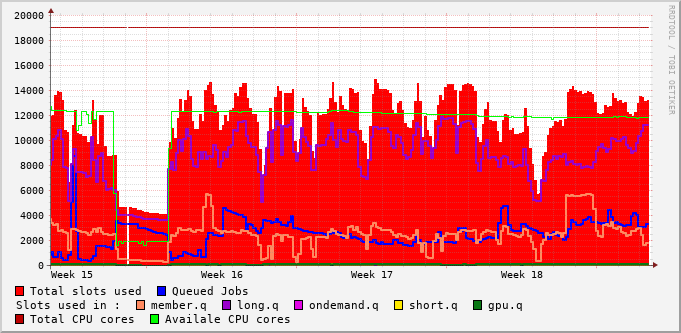 20000
18000
16000
14000
12000
10000
8000
6000
4000
2000
0
Week 15 Week 16 Week 17 Week 18
Total slots used Queued Jobs
Slots used in : member.q long.q ondemand.q short.q gpu.q
Total CPU cores Availale CPU cores
RRDTOOL / TOBI OETIKER